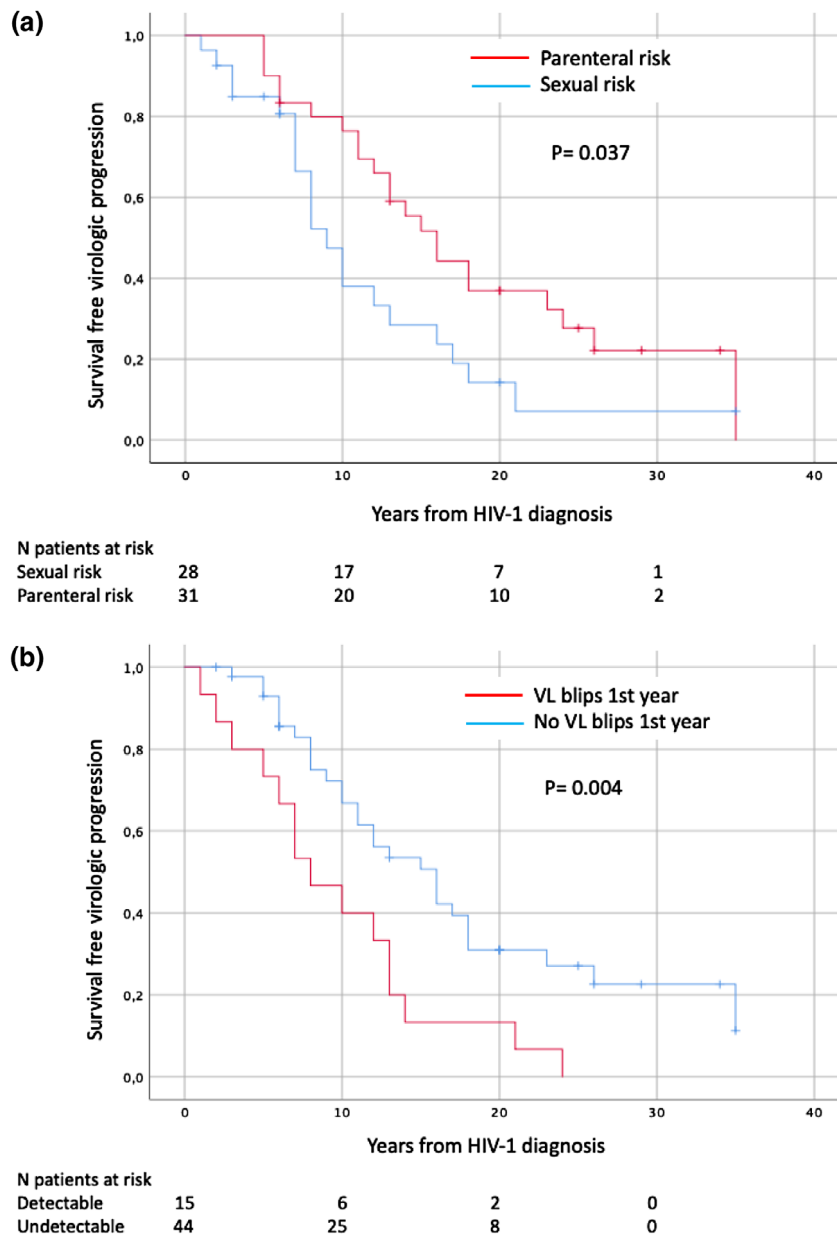 (a)
1,0
0,8
0,6
0,4
0,2
0,0
Survival free virologic progression
Parenteral risk
Sexual risk
P= 0.037
0 10 20 30 40
Years from HIV-1 diagnosis
N patients at risk
Sexual risk 28 17 7 1
Parenteral risk 31 20 10 2
(b)
1,0
0,8
0,6
0,4
0,2
0,0
Survival free virologic progression
VL blips 1st year
No VL blips 1st year
P= 0.004
0 10 20 30 40
Years from HIV-1 diagnosis
N patients at risk
Detectable 15 6 2 0
Undetectable 44 25 8 0